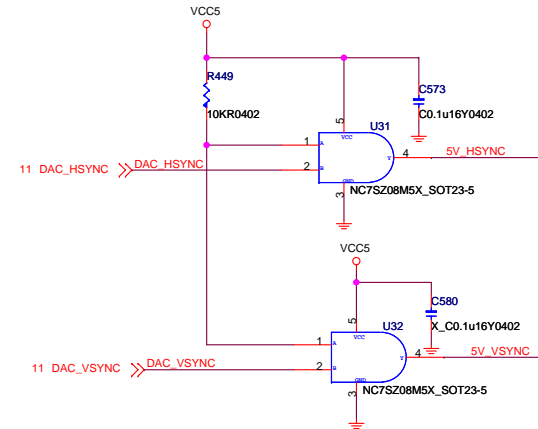 VCC5
R449
10KR0402
C573
C0.1u16Y0402
5
U31
VCC
1
A
4
Y
5V_HSYNC
11 DAC_HSYNC
DAC_HSYNC
2
B
GND
NC7SZ08M5X_SOT23-5
3
VCC5
C580
X_C0.1u16Y0402
5
U32
VCC
1
A
4
Y
5V_VSYNC
11 DAC_VSYNC
DAC_VSYNC
2
B
GND
NC7SZ08M5X_SOT23-5
3